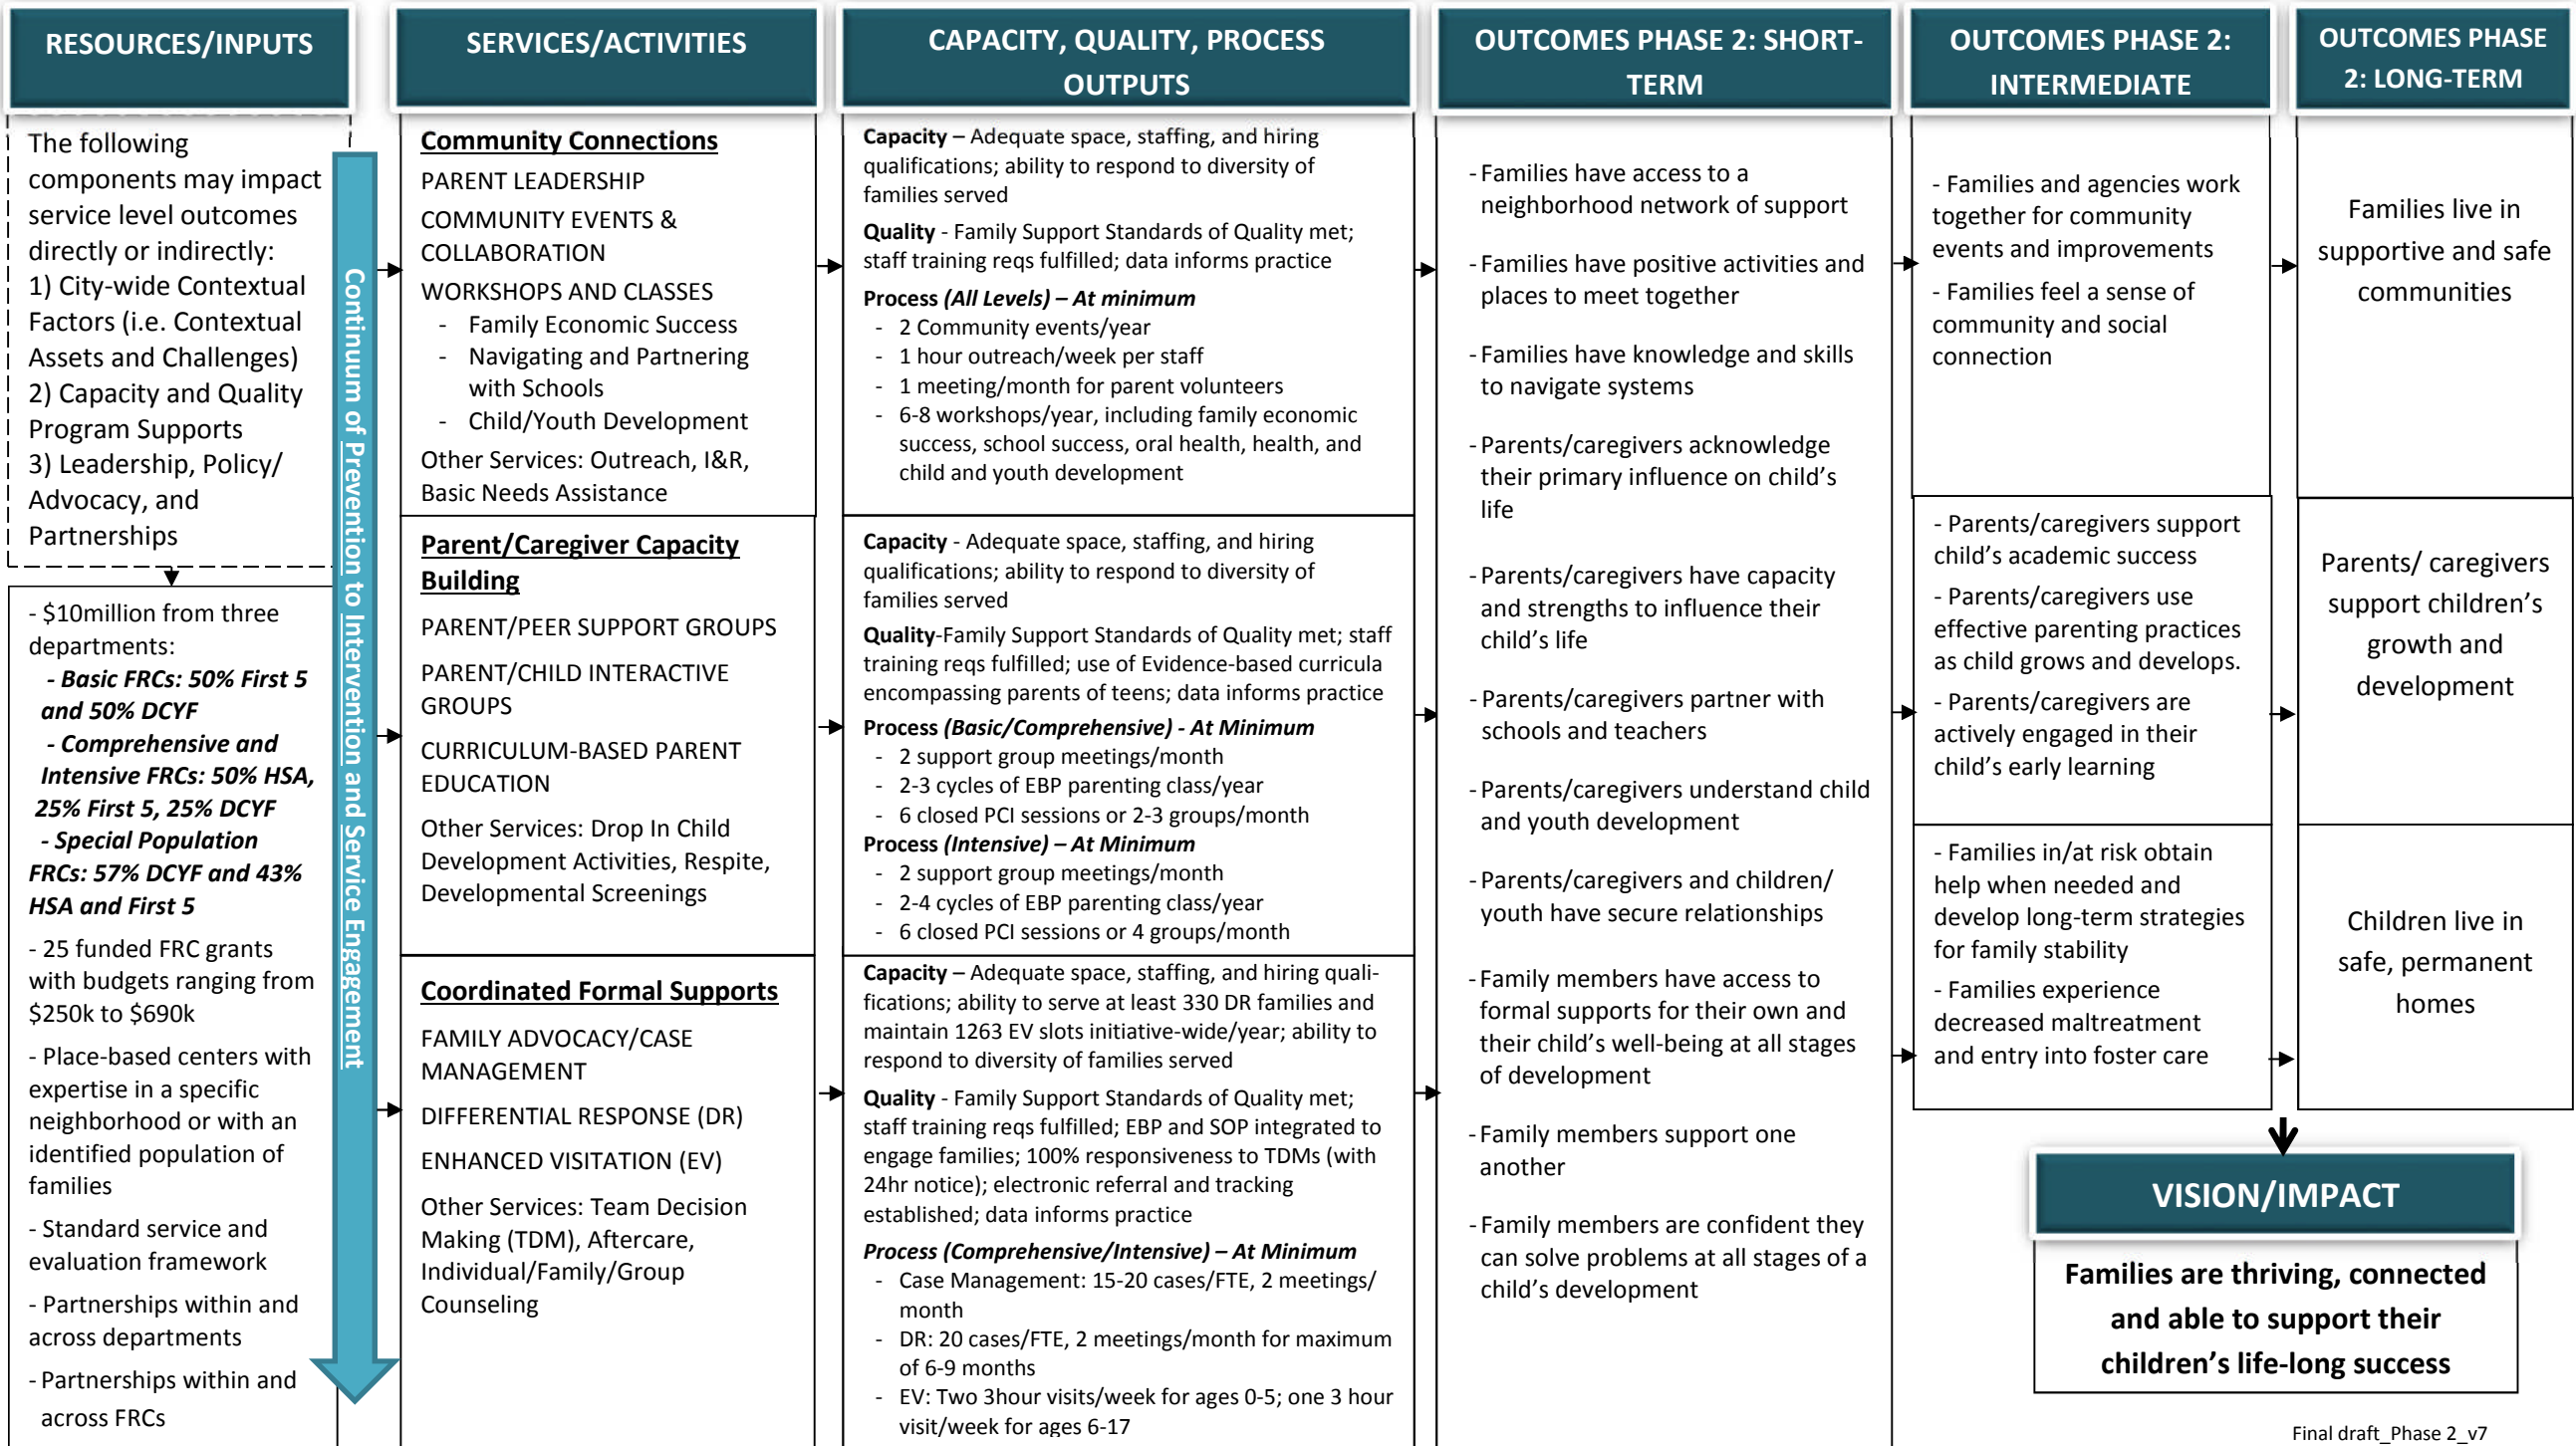 RESOURCES/INPUTS
The following
components may impact
service level outcomes
directly or indirectly:
1) City-wide Contextual
Factors (i.e. Contextual
Assets and Challenges)
2) Capacity and Quality
Program Supports
3) Leadership, Policy/
Advocacy, and
Partnerships
- $10million from three
departments:
- Basic FRCs: 50% First 5
and 50% DCYF
- Comprehensive and
Intensive FRCs: 50% HSA,
25% First 5, 25% DCYF
- Special Population
FRCs: 57% DCYF and 43%
HSA and First 5
- 25 funded FRC grants
with budgets ranging from
$250k to $690k
- Place-based centers with
expertise in a specific
neighborhood or with an
identified population of
families
- Standard service and
evaluation framework
- Partnerships within and
across departments
- Partnerships within and
across FRCs
Continuum of Prevention to Intervention and Service Engagement
SERVICES/ACTIVITIES
Community Connections
PARENT LEADERSHIP
COMMUNITY EVENTS &
COLLABORATION
WORKSHOPS AND CLASSES
- Family Economic Success
- Navigating and Partnering
with Schools
- Child/Youth Development
Other Services: Outreach, I&R,
Basic Needs Assistance
Parent/Caregiver Capacity
Building
PARENT/PEER SUPPORT GROUPS
PARENT/CHILD INTERACTIVE
GROUPS
CURRICULUM-BASED PARENT
EDUCATION
Other Services: Drop In Child
Development Activities, Respite,
Developmental Screenings
Coordinated Formal Supports
FAMILY ADVOCACY/CASE
MANAGEMENT
DIFFERENTIAL RESPONSE (DR)
ENHANCED VISITATION (EV)
Other Services: Team Decision
Making (TDM), Aftercare,
Individual/Family/Group
Counseling
CAPACITY, QUALITY, PROCESS
OUTPUTS
Capacity – Adequate space, staffing, and hiring
qualifications; ability to respond to diversity of
families served
Quality - Family Support Standards of Quality met;
staff training reqs fulfilled; data informs practice
Process (All Levels) – At minimum
- 2 Community events/year
- 1 hour outreach/week per staff
- 1 meeting/month for parent volunteers
- 6-8 workshops/year, including family economic
success, school success, oral health, health, and
child and youth development
Capacity - Adequate space, staffing, and hiring
qualifications; ability to respond to diversity of
families served
Quality-Family Support Standards of Quality met; staff
training reqs fulfilled; use of Evidence-based curricula
encompassing parents of teens; data informs practice
Process (Basic/Comprehensive) - At Minimum
- 2 support group meetings/month
- 2-3 cycles of EBP parenting class/year
- 6 closed PCI sessions or 2-3 groups/month
Process (Intensive) – At Minimum
- 2 support group meetings/month
- 2-4 cycles of EBP parenting class/year
- 6 closed PCI sessions or 4 groups/month
Capacity – Adequate space, staffing, and hiring quali-
fications; ability to serve at least 330 DR families and
maintain 1263 EV slots initiative-wide/year; ability to
respond to diversity of families served
Quality - Family Support Standards of Quality met;
staff training reqs fulfilled; EBP and SOP integrated to
engage families; 100% responsiveness to TDMs (with
24hr notice); electronic referral and tracking
established; data informs practice
Process (Comprehensive/Intensive) – At Minimum
- Case Management: 15-20 cases/FTE, 2 meetings/
month
- DR: 20 cases/FTE, 2 meetings/month for maximum
of 6-9 months
- EV: Two 3hour visits/week for ages 0-5; one 3 hour
visit/week for ages 6-17
OUTCOMES PHASE 2: SHORT-
TERM
- Families have access to a
neighborhood network of support
- Families have positive activities and
places to meet together
- Families have knowledge and skills
to navigate systems
- Parents/caregivers acknowledge
their primary influence on child's
life
- Parents/caregivers have capacity
and strengths to influence their
child's life
- Parents/caregivers partner with
schools and teachers
- Parents/caregivers understand child
and youth development
- Parents/caregivers and children/
youth have secure relationships
- Family members have access to
formal supports for their own and
their child's well-being at all stages
of development
- Family members support one
another
- Family members are confident they
can solve problems at all stages of a
child's development
OUTCOMES PHASE 2:
INTERMEDIATE
- Families and agencies work
together for community
events and improvements
- Families feel a sense of
community and social
connection
- Parents/caregivers support
child's academic success
- Parents/caregivers use
effective parenting practices
as child grows and develops.
- Parents/caregivers are
actively engaged in their
child's early learning
- Families in/at risk obtain
help when needed and
develop long-term strategies
for family stability
- Families experience
decreased maltreatment
and entry into foster care
OUTCOMES PHASE
2: LONG-TERM
Families live in
supportive and safe
communities
Parents/ caregivers
support children's
growth and
development
Children live in
safe, permanent
homes
VISION/IMPACT
Families are thriving, connected
and able to support their
children's life-long success
Final draft_Phase 2_v7